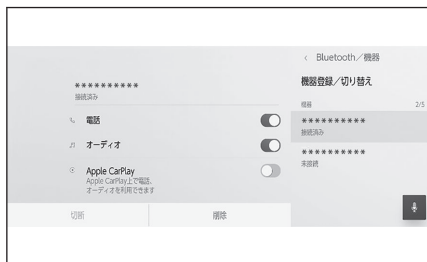 **********
接続済み
電話
オーディオ
Apple CarPlay
Apple CarPlay上で電話、
オーディオを利用できます
切断
削除
Bluetooth/機器
機器登録/切り替え
機器 2/5
**********
接続済み
**********
未接続